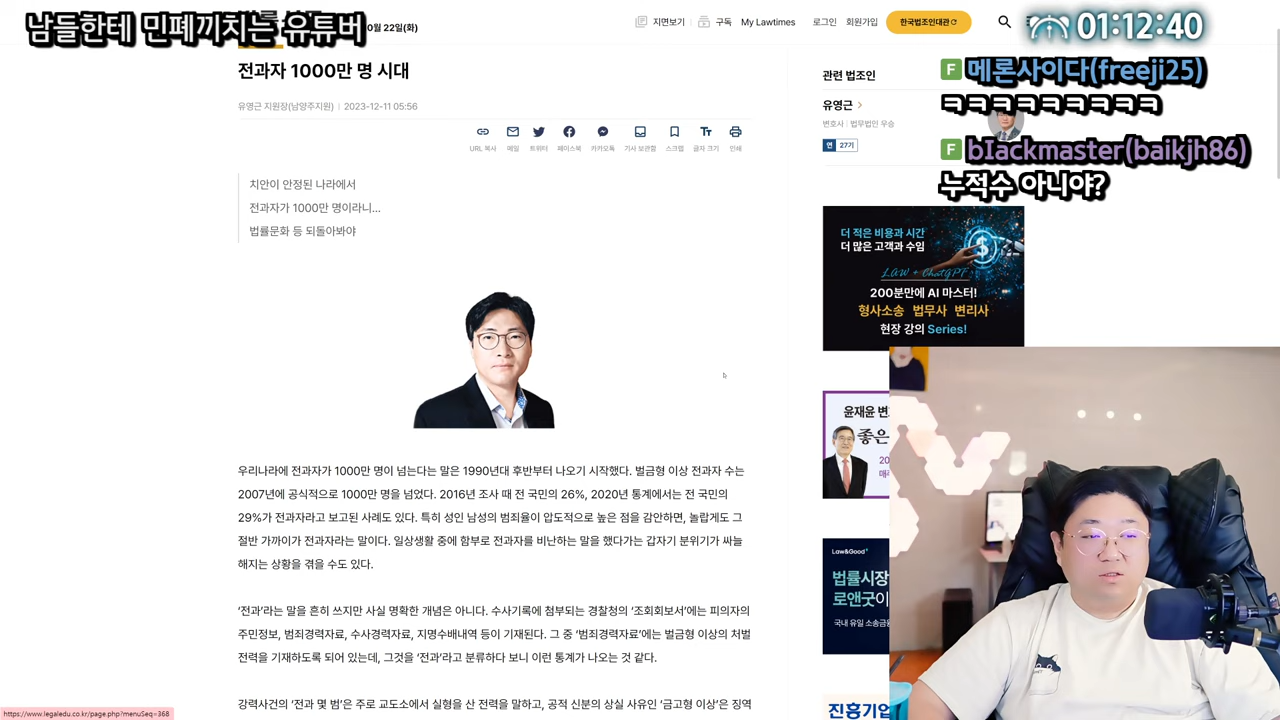 남들한테 민폐끼치는 유튜버
0월 22일(화)
지면보기
구독
My Lawtimes
로그인
회원가입
한국법조인대관
01:12:40
전과자 1000만 명 시대
유영근 지원장(남양주지원)
2023-12-11 05:56
URL 복사
메일
트위터
페이스북
카카오톡
기사 보관함
스크랩
글자 크기
인쇄
치안이 안정된 나라에서
전과자가 1000만 명이라니...
법률문화 등 되돌아봐야
우리나라에 전과자가 1000만 명이 넘는다는 말은 1990년대 후반부터 나오기 시작했다. 벌금형 이상 전과자 수는
2007년에 공식적으로 1000만 명을 넘었다. 2016년 조사 때 전 국민의 26%, 2020년 통계에서는 전 국민의
29%가 전과자라고 보고된 사례도 있다. 특히 성인 남성의 범죄율이 압도적으로 높은 점을 감안하면, 놀랍게도 그
절반 가까이가 전과자라는 말이다. 일상생활 중에 함부로 전과자를 비난하는 말을 했다가는 갑자기 분위기가 싸늘
해지는 상황을 겪을 수도 있다.
‘전과’라는 말을 흔히 쓰지만 사실 명확한 개념은 아니다. 수사기록에 첨부되는 경찰청의 ‘조회회보서’에는 피의자의
주민정보, 범죄경력자료, 수사경력자료, 지명수배내역 등이 기재된다. 그 중 ‘범죄경력자료’에는 벌금형 이상의 처벌
전력을 기재하도록 되어 있는데, 그것을 ‘전과’라고 분류하다 보니 이런 통계가 나오는 것 같다.
강력사건의 ‘전과 몇 범’은 주로 교도소에서 실형을 산 전력을 말하고, 공적 신분의 상실 사유인 ‘금고형 이상’은 징역
관련 법조인
유영근
변호사
법무법인 우승
연 27기
F 메론사이다(freeji25)
ㅋㅋㅋㅋㅋㅋㅋㅋㅋ
F bIackmaster(baikjh86)
누적수 아니야?
더 적은 비용과 시간
더 많은 고객과 수임
LAW + ChatGPT
200분만에 AI 마스터!
형사소송 법무사 변리사
현장 강의 Series!
윤재윤 변
좋은
20
Law&Good
법률시장
로앤굿이
국내 유일 소송금융
진흥기업
https://www.legaledu.co.kr/page.php?menuSeq=368